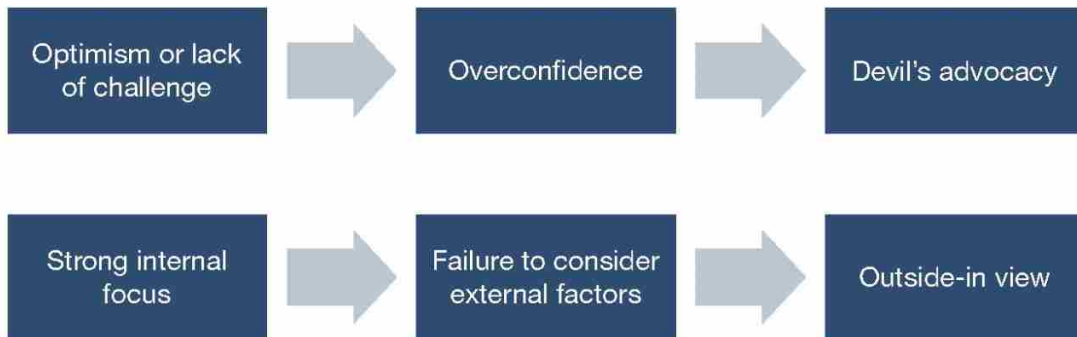 Optimism or lack
of challenge
Overconfidence
Devil's advocacy
Strong internal
focus
Failure to consider
external factors
Outside-in view